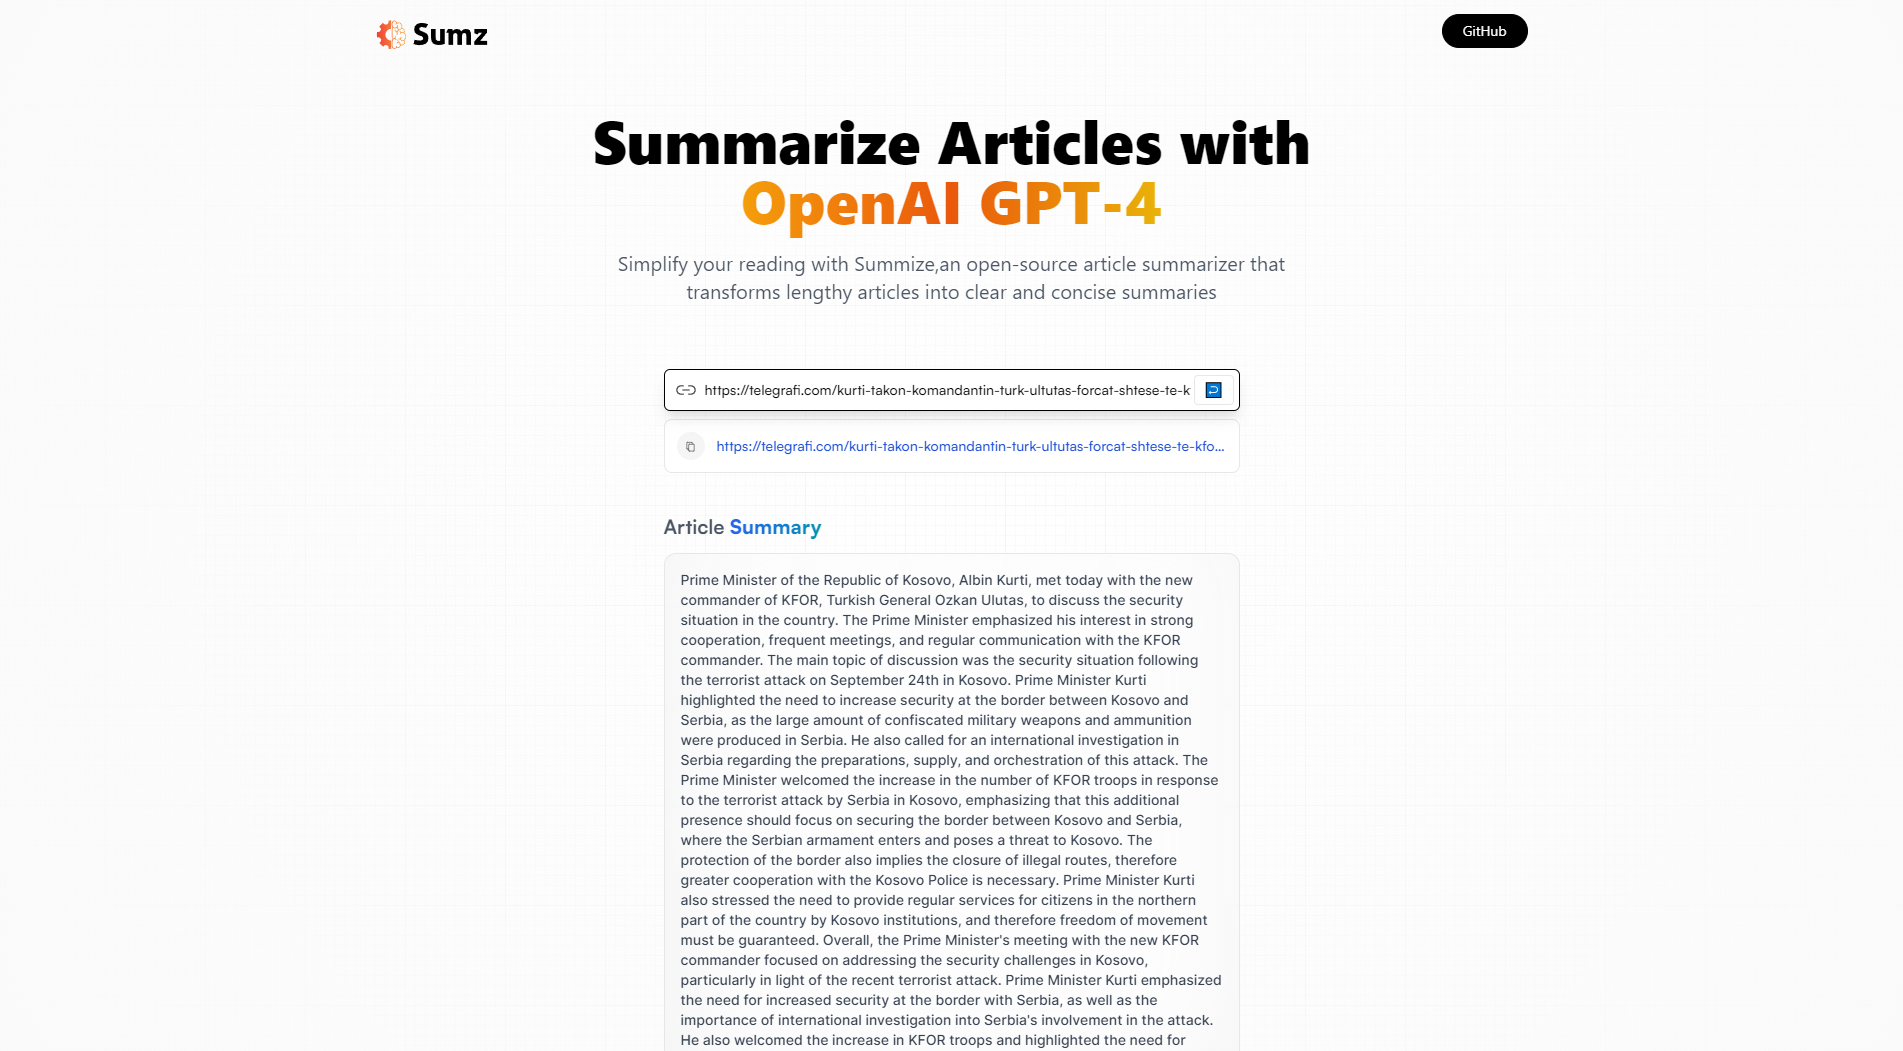 Sumz
GitHub
Summarize Articles with
OpenAI GPT-4
Simplify your reading with Summize,an open-source article summarizer that
transforms lengthy articles into clear and concise summaries
https://telegrafi.com/kurti-takon-komandantin-turk-ultutas-forcat-shtese-te-k
https://telegrafi.com/kurti-takon-komandantin-turk-ultutas-forcat-shtese-te-kfo...
Article Summary
Prime Minister of the Republic of Kosovo, Albin Kurti, met today with the new
commander of KFOR, Turkish General Ozkan Ulutas, to discuss the security
situation in the country. The Prime Minister emphasized his interest in strong
cooperation, frequent meetings, and regular communication with the KFOR
commander. The main topic of discussion was the security situation following
the terrorist attack on September 24th in Kosovo. Prime Minister Kurti
highlighted the need to increase security at the border between Kosovo and
Serbia, as the large amount of confiscated military weapons and ammunition
were produced in Serbia. He also called for an international investigation in
Serbia regarding the preparations, supply, and orchestration of this attack. The
Prime Minister welcomed the increase in the number of KFOR troops in response
to the terrorist attack by Serbia in Kosovo, emphasizing that this additional
presence should focus on securing the border between Kosovo and Serbia,
where the Serbian armament enters and poses a threat to Kosovo. The
protection of the border also implies the closure of illegal routes, therefore
greater cooperation with the Kosovo Police is necessary. Prime Minister Kurti
also stressed the need to provide regular services for citizens in the northern
part of the country by Kosovo institutions, and therefore freedom of movement
must be guaranteed. Overall, the Prime Minister's meeting with the new KFOR
commander focused on addressing the security challenges in Kosovo,
particularly in light of the recent terrorist attack. Prime Minister Kurti emphasized
the need for increased security at the border with Serbia, as well as the
importance of international investigation into Serbia's involvement in the attack.
He also welcomed the increase in KFOR troops and highlighted the need for